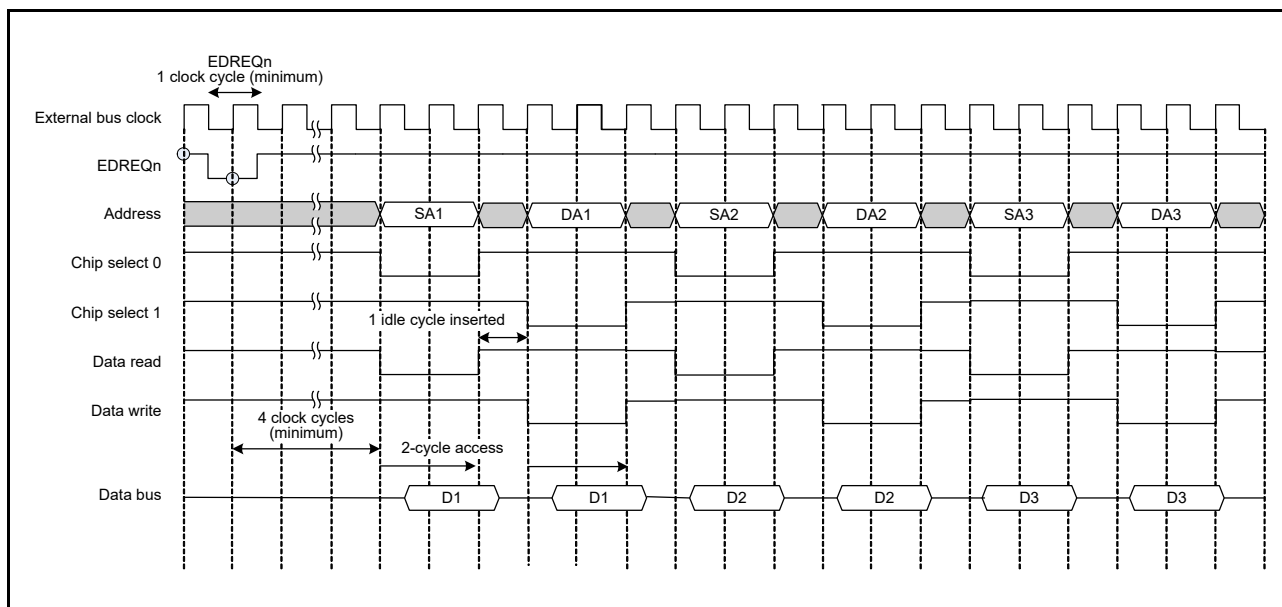 EDREQn
1 clock cycle (minimum)
External bus clock
EDREQn
Address
SA1 DA1 SA2 DA2 SA3 DA3
Chip select 0
Chip select 1
1 idle cycle inserted
Data read
Data write
4 clock cycles
(minimum)
2-cycle access
Data bus
D1 D1 D2 D2 D3 D3